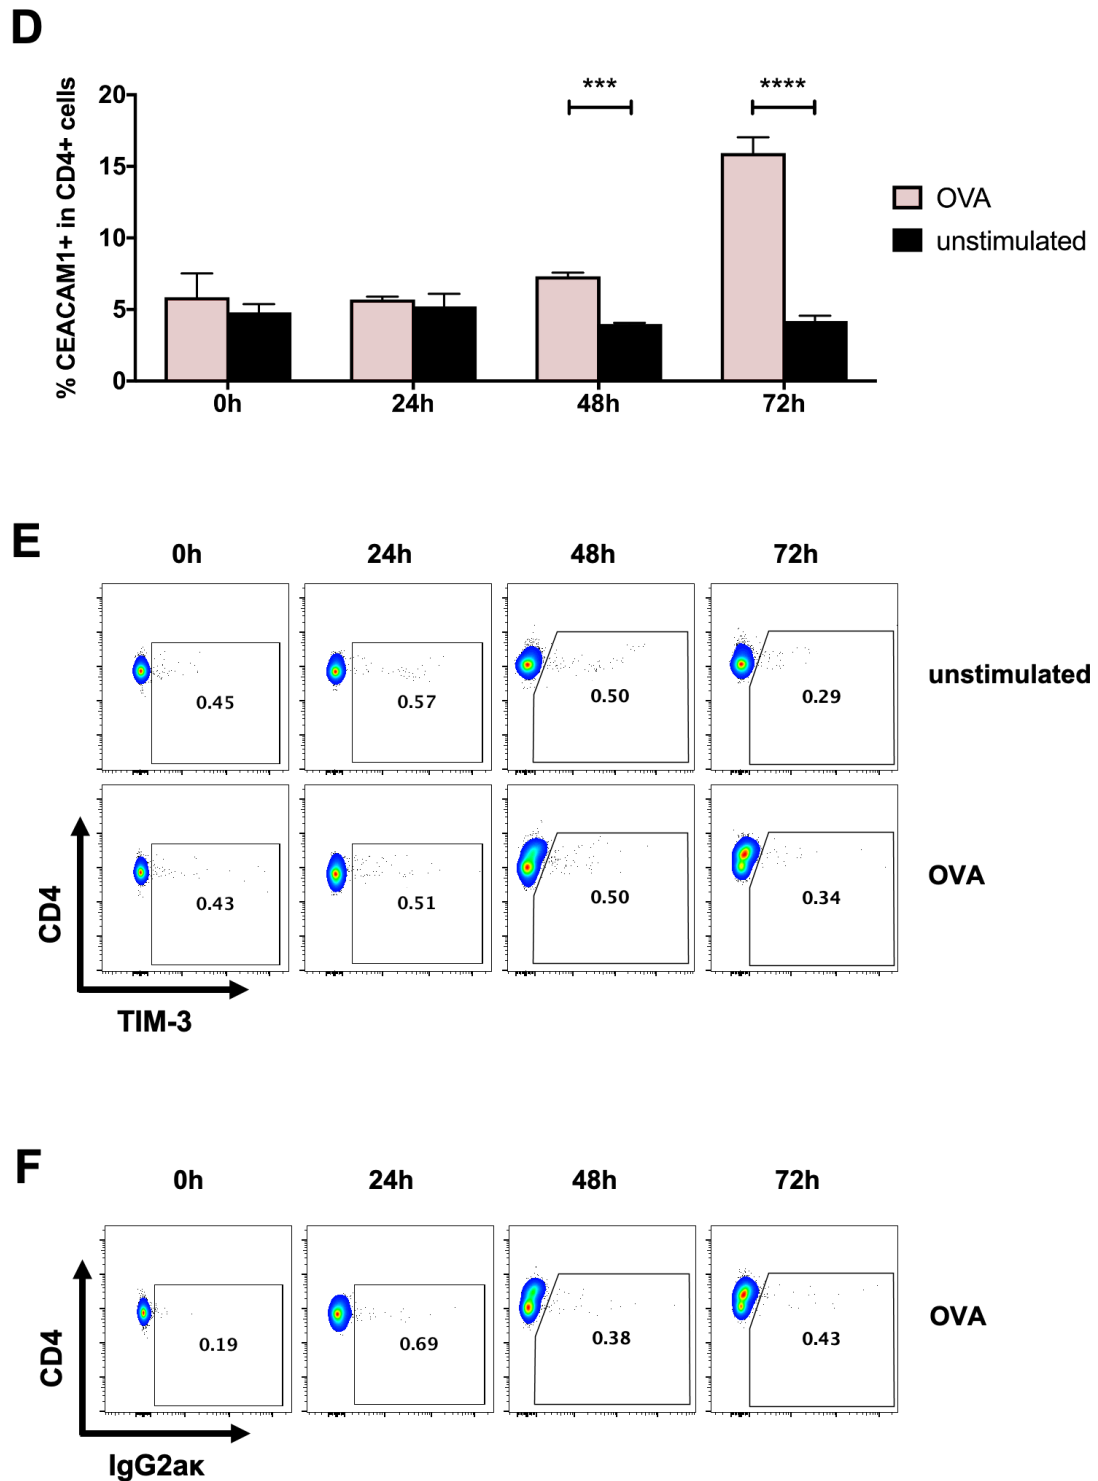 D
% CEACAM1+ in CD4+ cells
20
15
10
5
0
*** ****
0h 24h 48h 72h
OVA
unstimulated
E
0h 24h 48h 72h
0.45 0.57 0.50 0.29
unstimulated
0.43 0.51 0.50 0.34
OVA
CD4
TIM-3
F
0h 24h 48h 72h
0.19 0.69 0.38 0.43
OVA
CD4
IgG2aκ